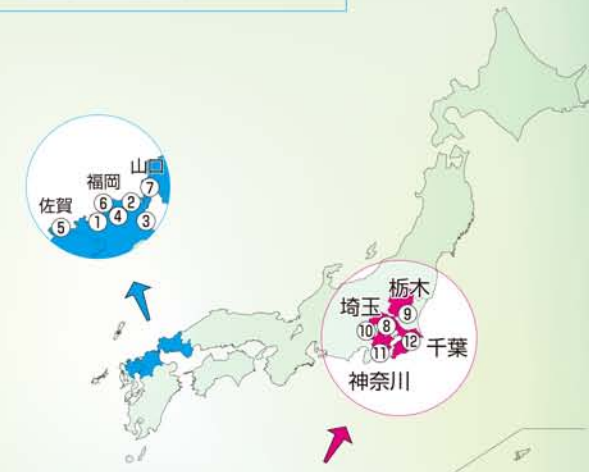 山口
福岡
⑦
佐賀
⑥
②
⑤
①
④
③
栃木
埼玉
⑨
⑩
⑧
⑫
千葉
⑪
神奈川